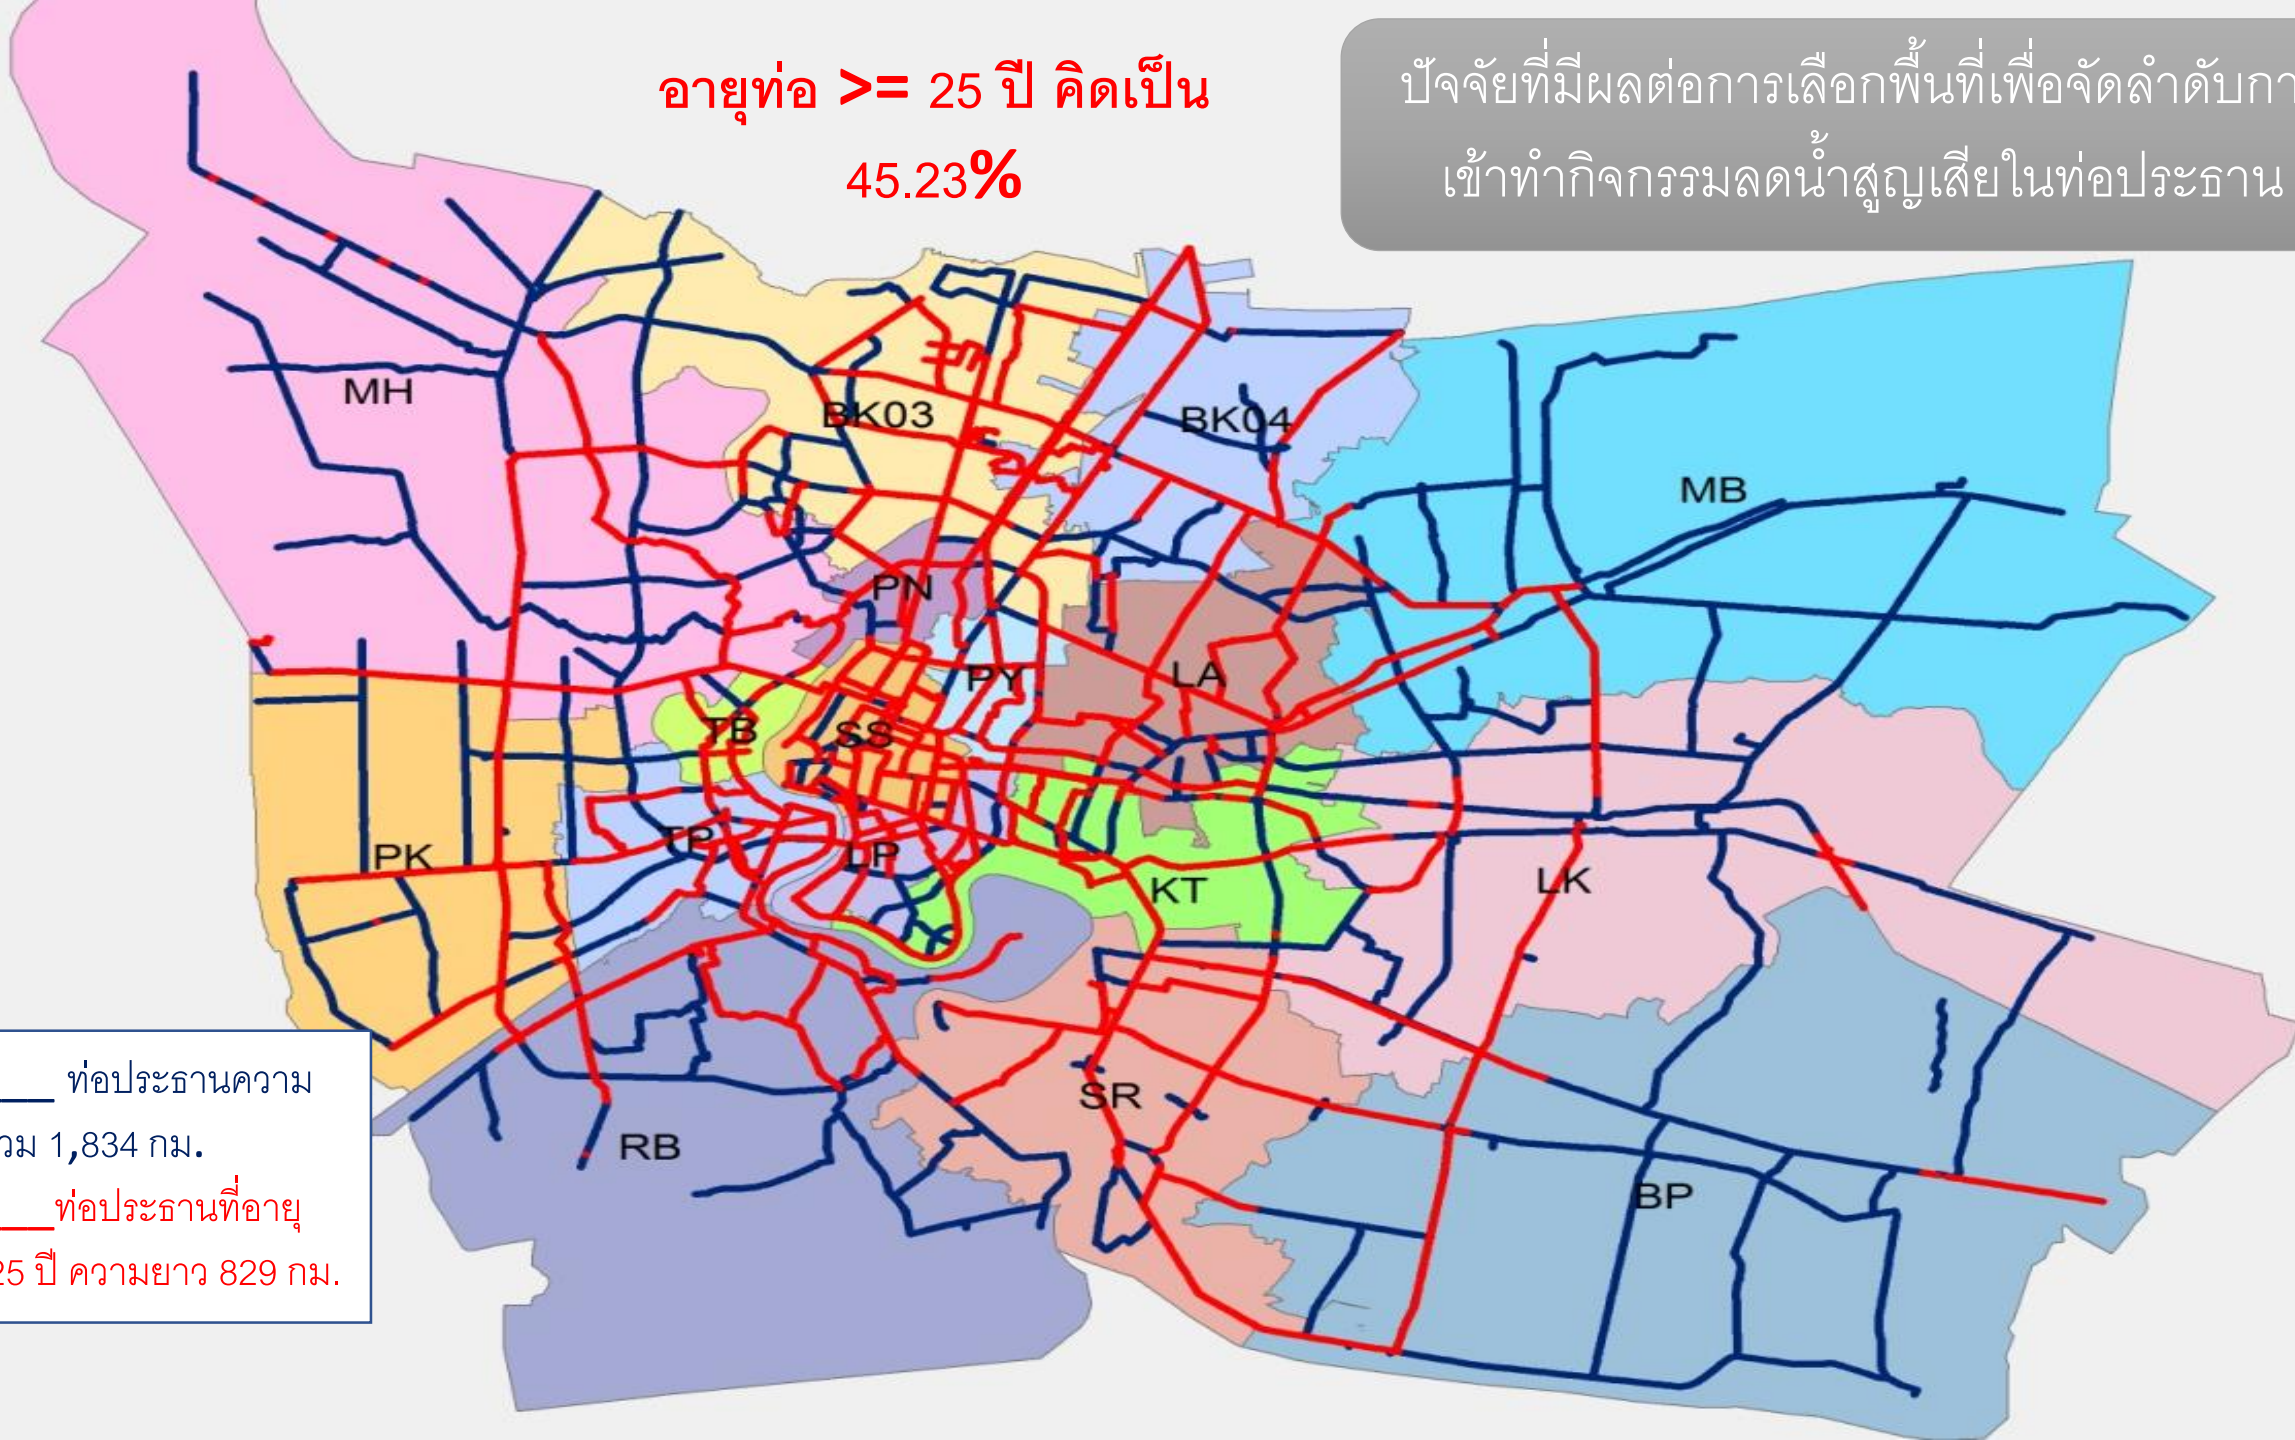 อายุท่อ >= 25 ปี คิดเป็น
45.23%
ปัจจัยที่มีผลต่อการเลือกพื้นที่เพื่อจัดลำดับกา
เข้าทำกิจกรรมลดน้ำสูญเสียในท่อประธาน
MH
BK03
BK04
MB
PN
PY
LA
TB
SS
PK
TP
LP
KT
LK
SR
RB
BP
__ ท่อประธานความ
วม 1,834 กม.
__ท่อประธานที่อายุ
25 ปี ความยาว 829 กม.